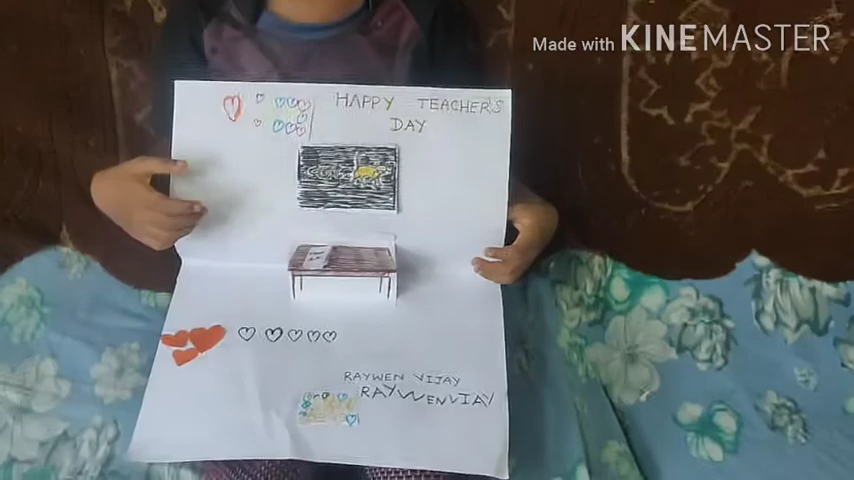 Made with KINEMASTER
HAPPY TEACHER'S
DAY
RAYWEN VIJAY
RAYWENVIJAY